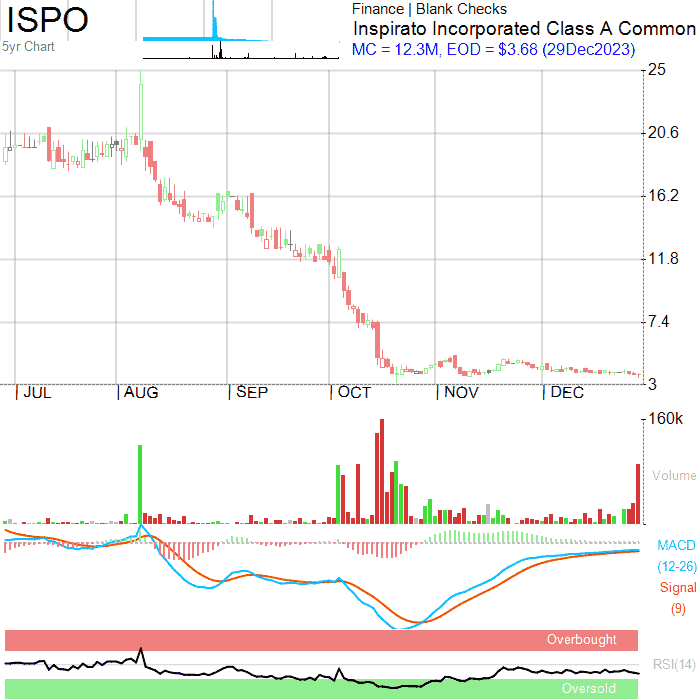 ISPO
5yr Chart
Finance | Blank Checks
Inspirato Incorporated Class A Common
MC = 12.3M, EOD = $3.68 (29Dec2023)
25
20.6
16.2
11.8
7.4
3
JUL AUG SEP OCT NOV DEC
160k
Volume
MACD
(12-26)
Signal
(9)
Overbought
RSI(14)
Oversold